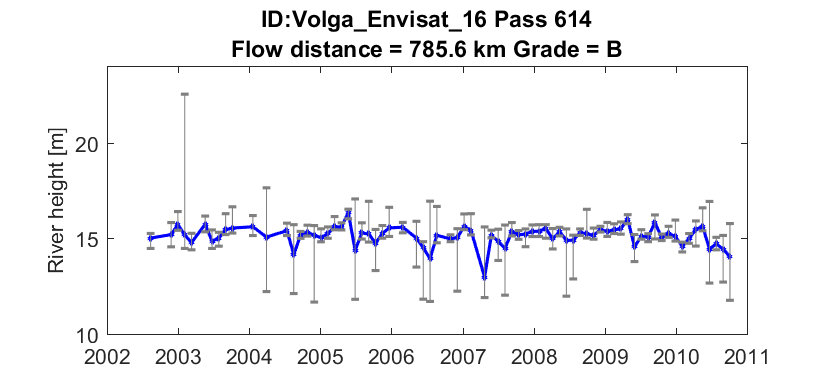 ID:Volga_Envisat_16 Pass 614
Flow distance = 785.6 km Grade = B
River height [m]
20
15
10
2002 2003 2004 2005 2006 2007 2008 2009 2010 2011